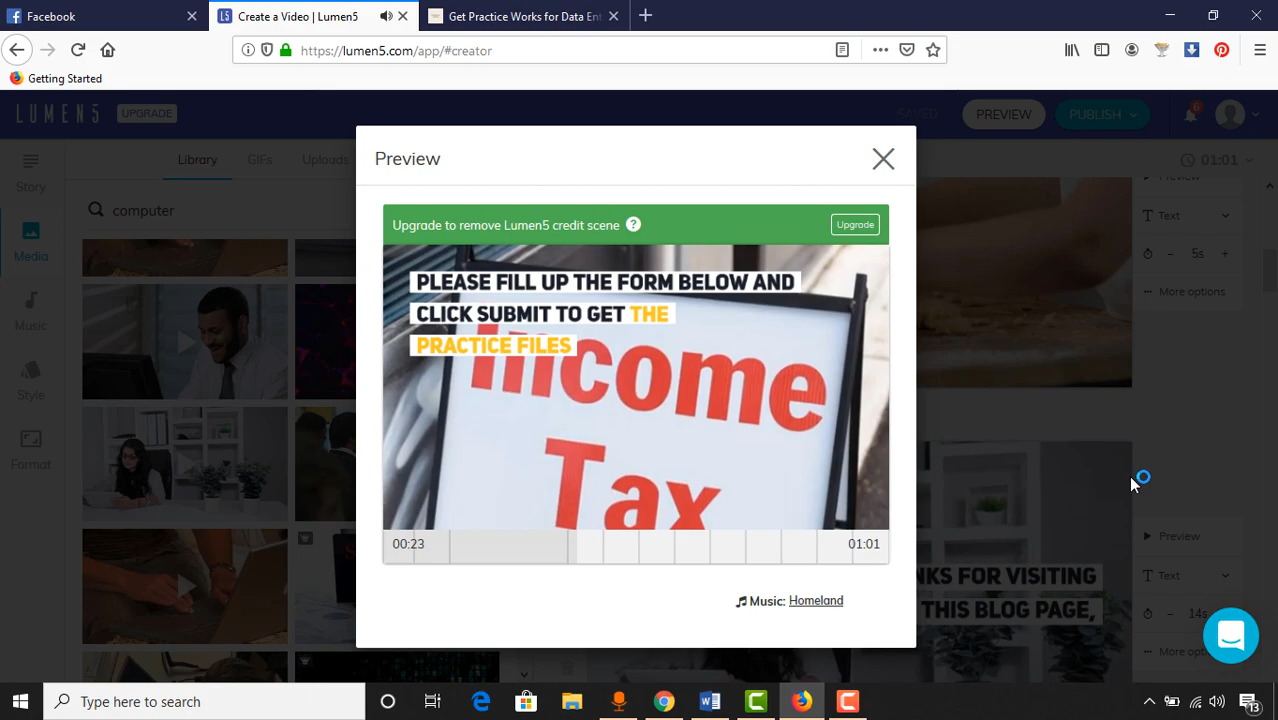 Facebook
Create a Video | Lumen5
Get Practice Works for Data Ent
https://lumen5.com/app/#creator
Getting Started
LUMEN5
UPGRADE
SAVED
PREVIEW
PUBLISH
6
Story
Media
Music
Style
Format
Library
GIFs
Uploads
01:01
computer
Preview
Upgrade to remove Lumen5 credit scene
?
Upgrade
PLEASE FILL UP THE FORM BELOW AND
CLICK SUBMIT TO GET THE
PRACTICE FILES
Income
Tax
00:23
01:01
Music: Homeland
Text
5s
More options
Preview
Text
14s
NKS FOR VISITING
THIS BLOG PAGE,
Type here to search
13